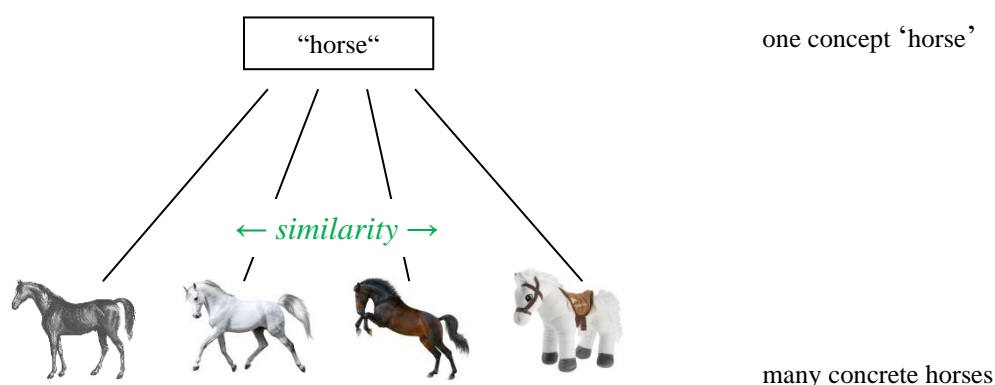 “horse“
one concept ‘horse’
← similarity →
many concrete horses